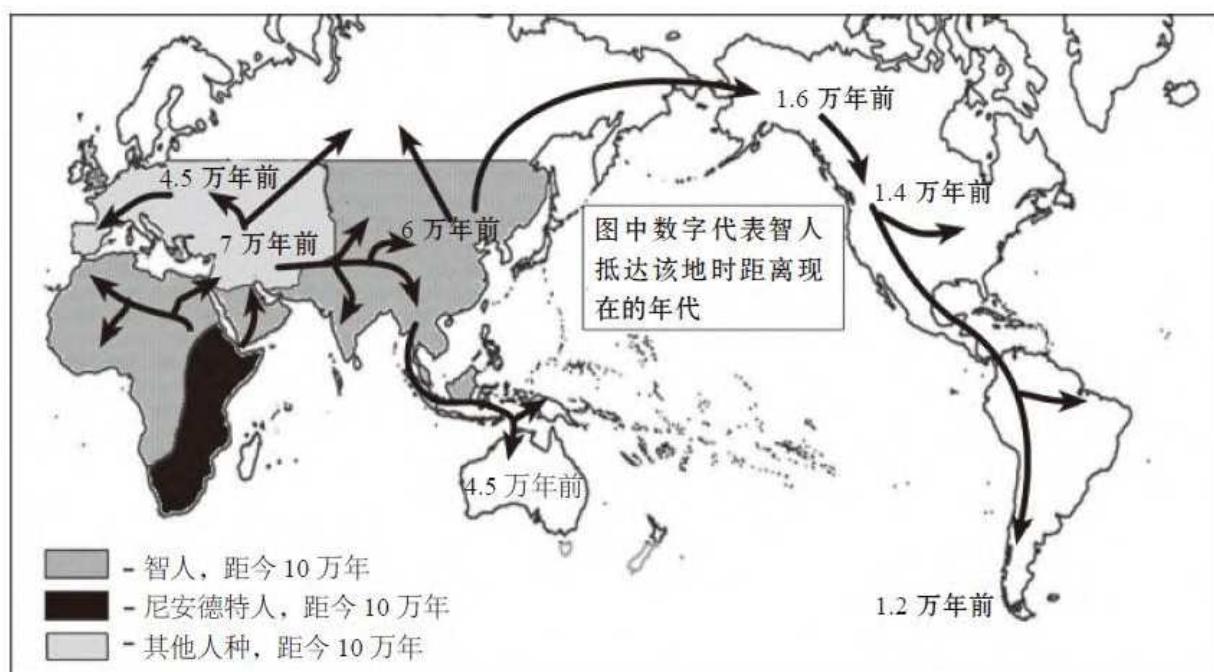 1.6 万年前
4.5 万年前
1.4 万年前
7 万年前
6 万年前
图中数字代表智人
抵达该地时距离现
在的年代
4.5 万年前
- 智人，距今 10 万年
- 尼安德特人，距今 10 万年
- 其他人种，距今 10 万年
1.2 万年前